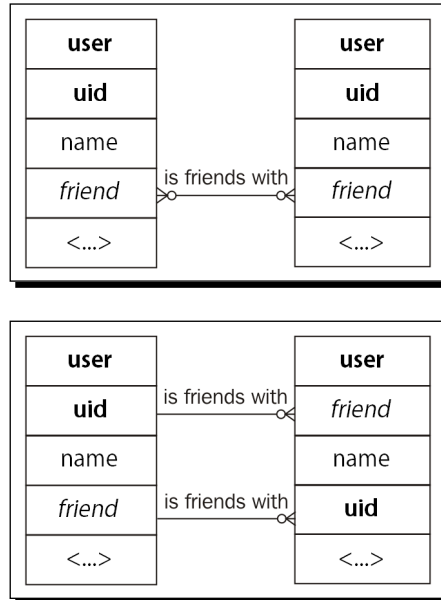 user user
uid uid
name name
is friends with
friend friend
<...> <...>
user user
is friends with
uid friend
name name
is friends with
friend uid
<...> <...>